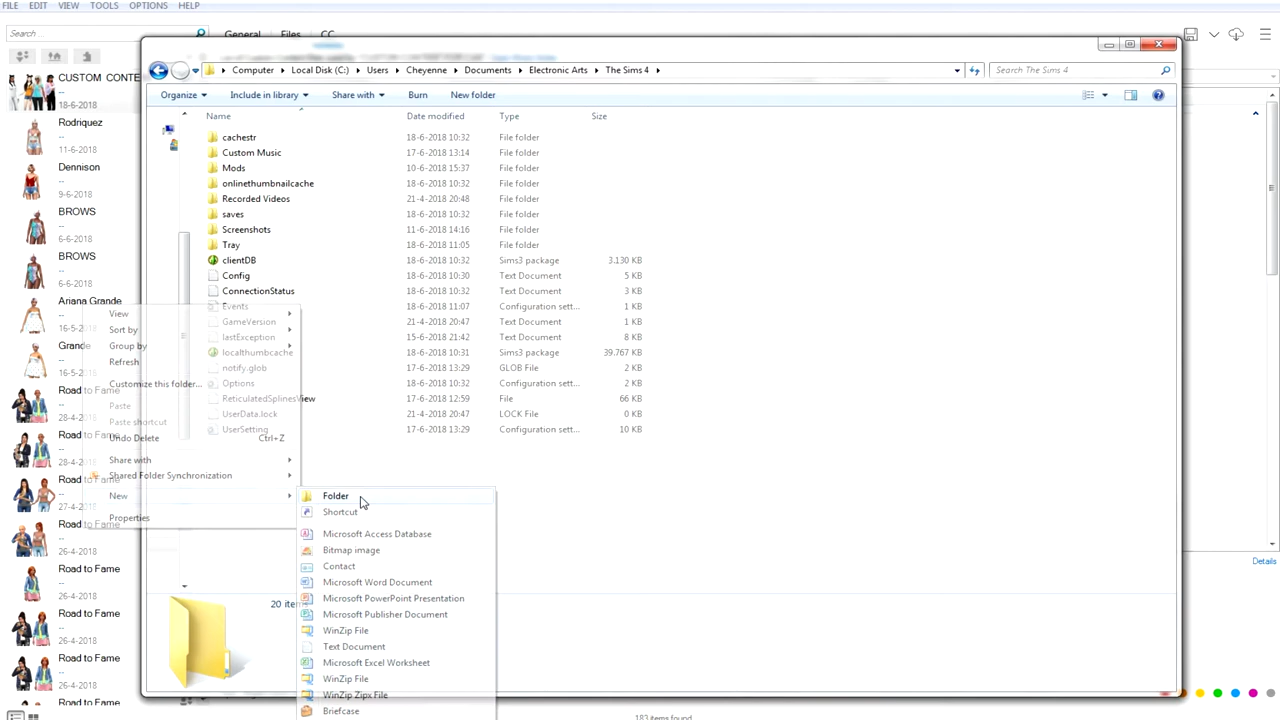 FILE EDIT VIEW TOOLS OPTIONS HELP
Search...
General Files CC
CUSTOM CONTE
--
18-6-2018
Rodriquez
--
11-6-2018
Dennison
--
9-6-2018
BROWS
--
6-6-2018
BROWS
--
6-6-2018
Ariana Grande
--
16-5-2
Grande
--
16-5-2018
Road to Fame
--
28-4-2
Road to Fame
--
28-4-2
Road to Fame
--
27-4-2018
Road to Fame
--
26-4-2018
Road to Fame
--
26-4-2018
Road to Fame
--
26-4-2018
Road to Fame
--
26-4-2018
Road to Fame
Computer Local Disk (C:) Users Cheyenne Documents Electronic Arts The Sims 4
Search The Sims 4
Organize Include in library Share with Burn New folder
Name Date modified Type Size
cachestr 18-6-2018 10:32 File folder
Custom Music 17-6-2018 13:14 File folder
Mods 10-6-2018 15:37 File folder
onlinethumbnailcache 18-6-2018 10:32 File folder
Recorded Videos 21-4-2018 20:48 File folder
saves 18-6-2018 10:32 File folder
Screenshots 11-6-2018 14:16 File folder
Tray 18-6-2018 11:05 File folder
clientDB 18-6-2018 10:32 Sims3 package 3.130 KB
Config 18-6-2018 10:30 Text Document 5 KB
ConnectionStatus 18-6-2018 10:32 Text Document 3 KB
Events 18-6-2018 11:07 Configuration sett... 1 KB
GameVersion 21-4-2018 20:47 Text Document 1 KB
lastException 15-6-2018 21:42 Text Document 8 KB
localthumbcache 18-6-2018 10:31 Sims3 package 39.767 KB
notify.glob 17-6-2018 13:29 GLOB File 2 KB
Options 18-6-2018 10:32 Configuration sett... 2 KB
ReticulatedSplinesView 17-6-2018 12:59 File 66 KB
UserData.lock 21-4-2018 20:47 LOCK File 0 KB
UserSetting 17-6-2018 13:29 Configuration sett... 10 KB
View
Sort by
Group by
Refresh
Customize this folder...
Paste
Paste shortcut
Undo Delete Ctrl+Z
Share with
Shared Folder Synchronization
New
Properties
Folder
Shortcut
Microsoft Access Database
Bitmap image
Contact
Microsoft Word Document
Microsoft PowerPoint Presentation
Microsoft Publisher Document
WinZip File
Text Document
Microsoft Excel Worksheet
WinZip File
WinZip Zipx File
Briefcase
20 item
Details
183 items found